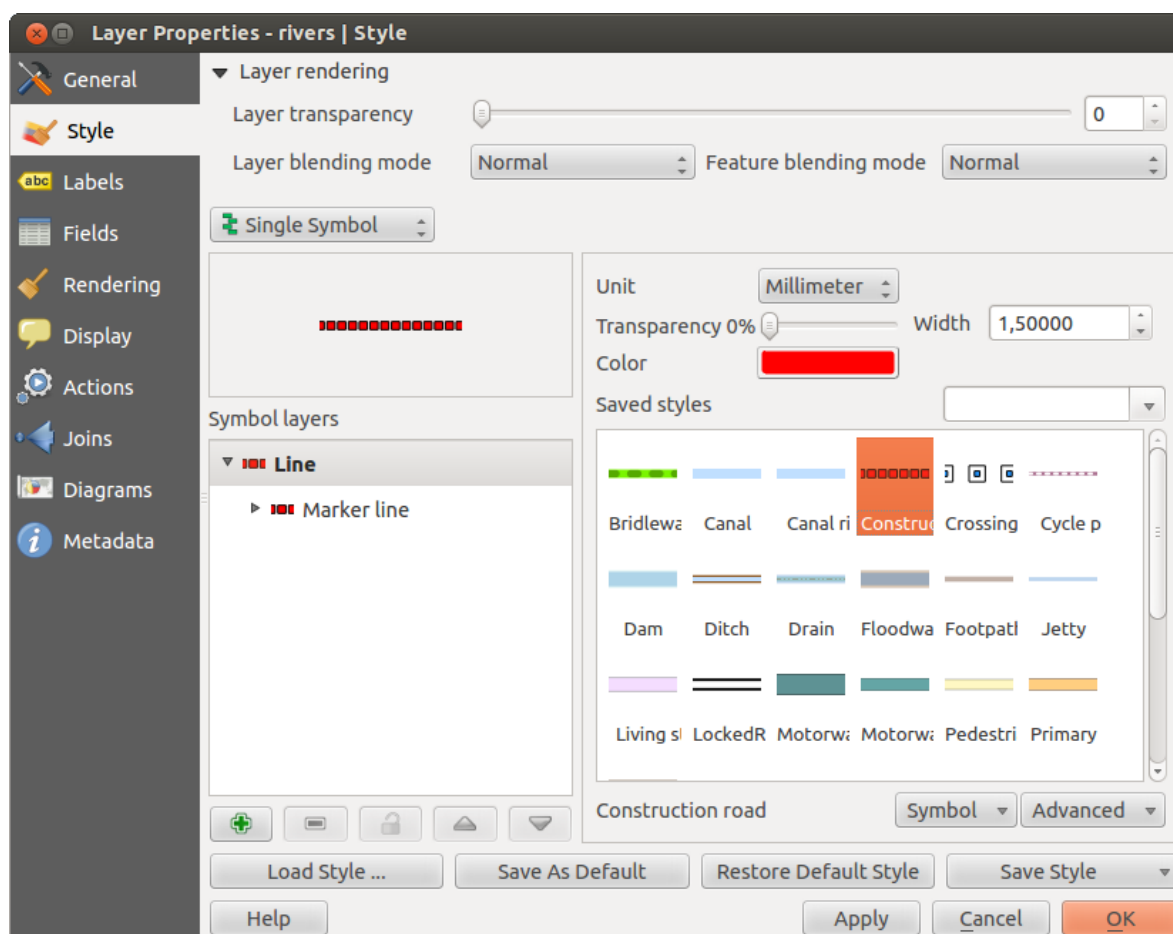 Layer Properties - rivers | Style
General
Style
Labels
Fields
Rendering
Display
Actions
Joins
Diagrams
Metadata
abc
Layer rendering
Layer transparency
0
Layer blending mode
Normal
Feature blending mode
Normal
Single Symbol
Symbol layers
Line
Marker line
Unit
Millimeter
Transparency 0%
Width
1,50000
Color
Saved styles
Bridlewa Canal Canal ri Construc Crossing Cycle p
Dam Ditch Drain Floodwa Footpatl Jetty
Living sl LockedR Motorwa Motorwa Pedestri Primary
Construction road
Symbol
Advanced
Load Style ...
Save As Default
Restore Default Style
Save Style
Help
Apply
Cancel
OK